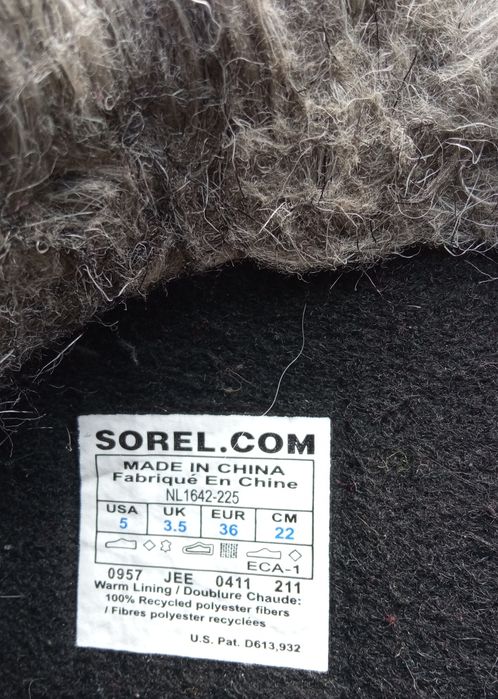 SOREL.COM
MADE IN CHINA
Fabriqué En Chine
NL1642-225
USA UK EUR CM
5 3.5 36 22
ECA-1
0957 JEE 0411 211
Warm Lining / Doublure Chaude:
100% Recycled polyester fibers
/ Fibres polyester recyclées
U.S. Pat. D613,932